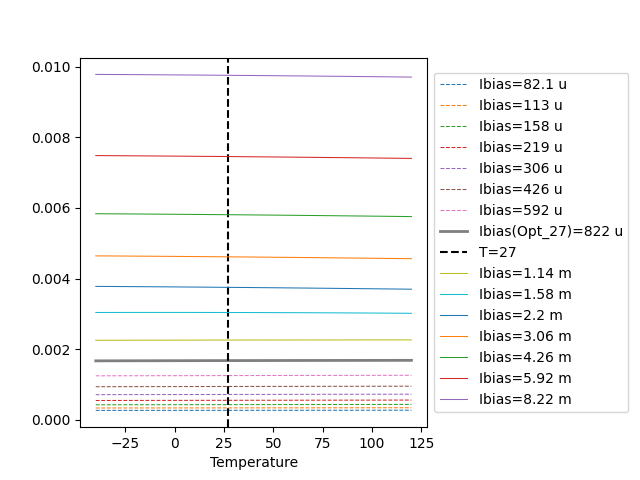 0.010
0.008
0.006
0.004
0.002
0.000
−25
0
25
50
75
100
125
Temperature
Ibias=82.1 u
Ibias=113 u
Ibias=158 u
Ibias=219 u
Ibias=306 u
Ibias=426 u
Ibias=592 u
Ibias(Opt_27)=822 u
T=27
Ibias=1.14 m
Ibias=1.58 m
Ibias=2.2 m
Ibias=3.06 m
Ibias=4.26 m
Ibias=5.92 m
Ibias=8.22 m